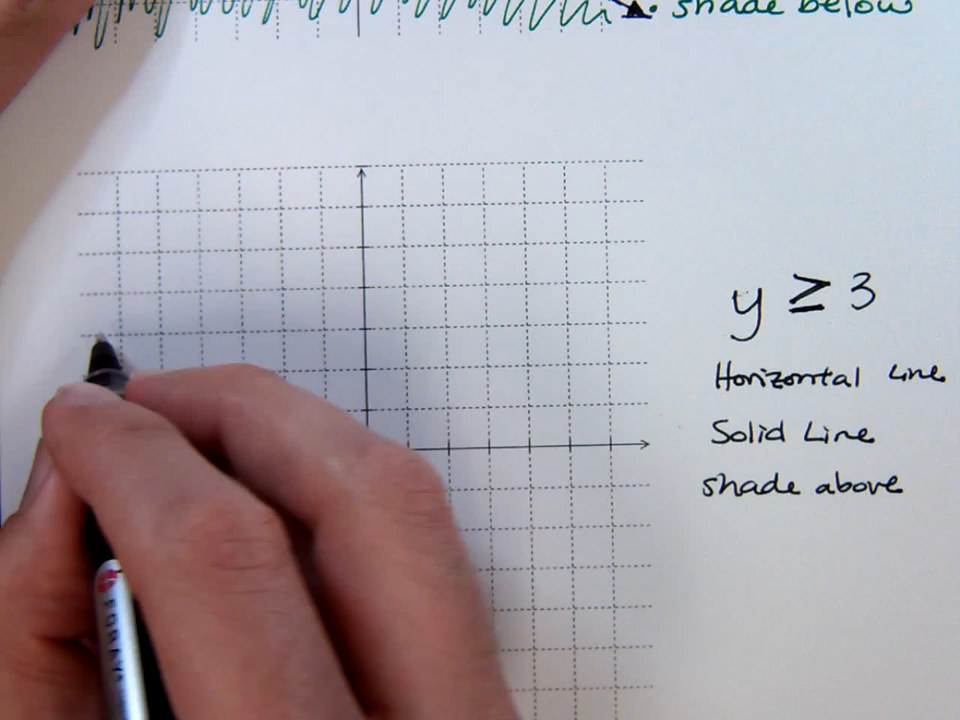 shade below
y ≥ 3
Horizontal Line
Solid Line
shade above
FORAY